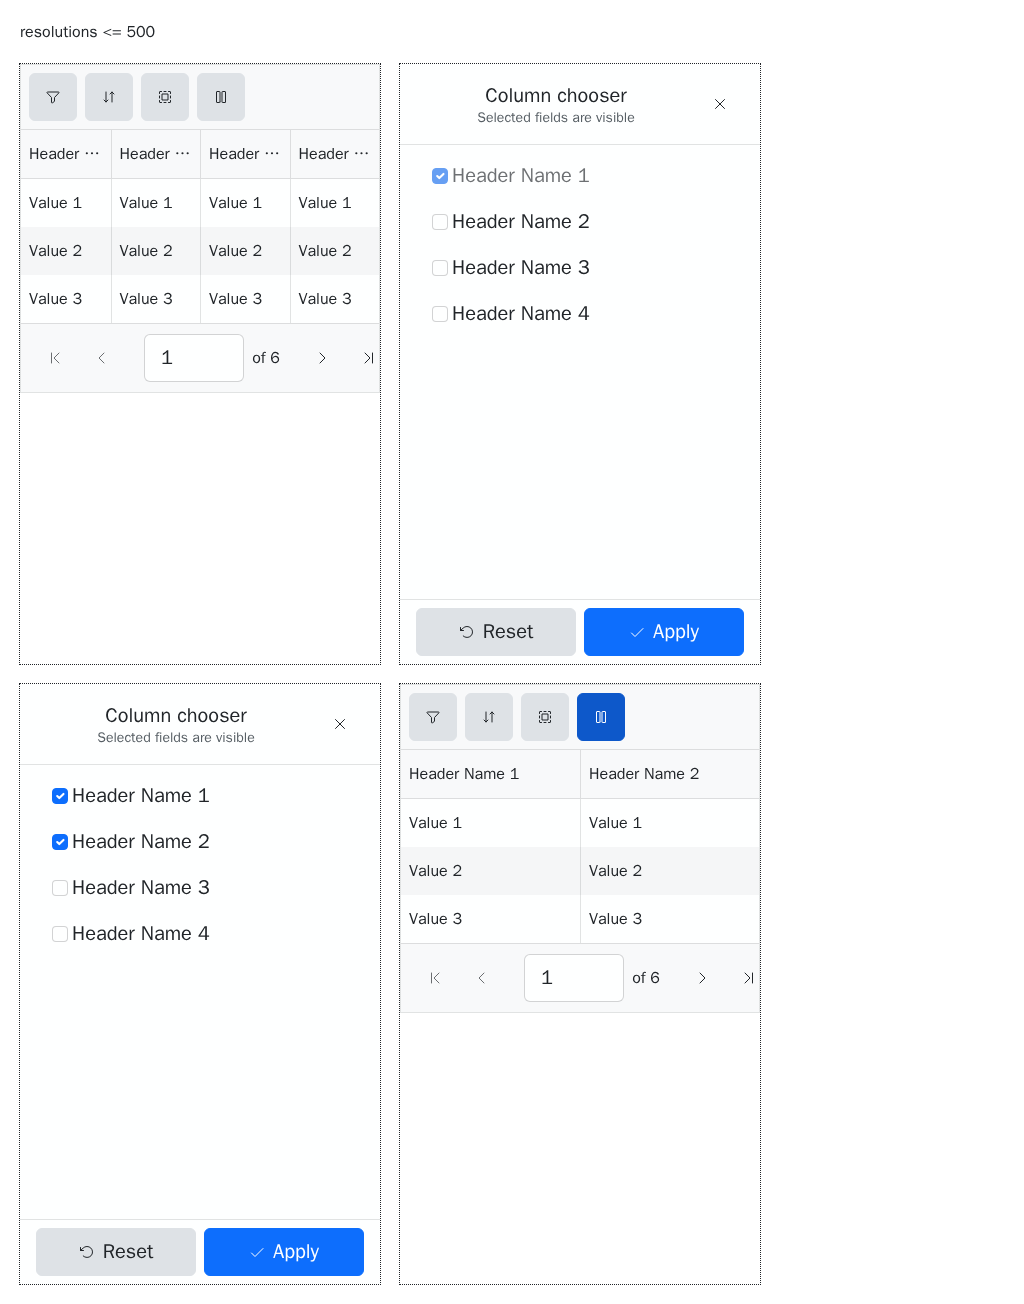 resolutions <= 500
Header ... Header ... Header ... Header ...
Value 1 Value 1 Value 1 Value 1
Value 2 Value 2 Value 2 Value 2
Value 3 Value 3 Value 3 Value 3
1 of 6
Column chooser
Selected fields are visible
Header Name 1
Header Name 2
Header Name 3
Header Name 4
Reset Apply
Column chooser
Selected fields are visible
Header Name 1
Header Name 2
Header Name 3
Header Name 4
Reset Apply
Header Name 1 Header Name 2
Value 1 Value 1
Value 2 Value 2
Value 3 Value 3
1 of 6